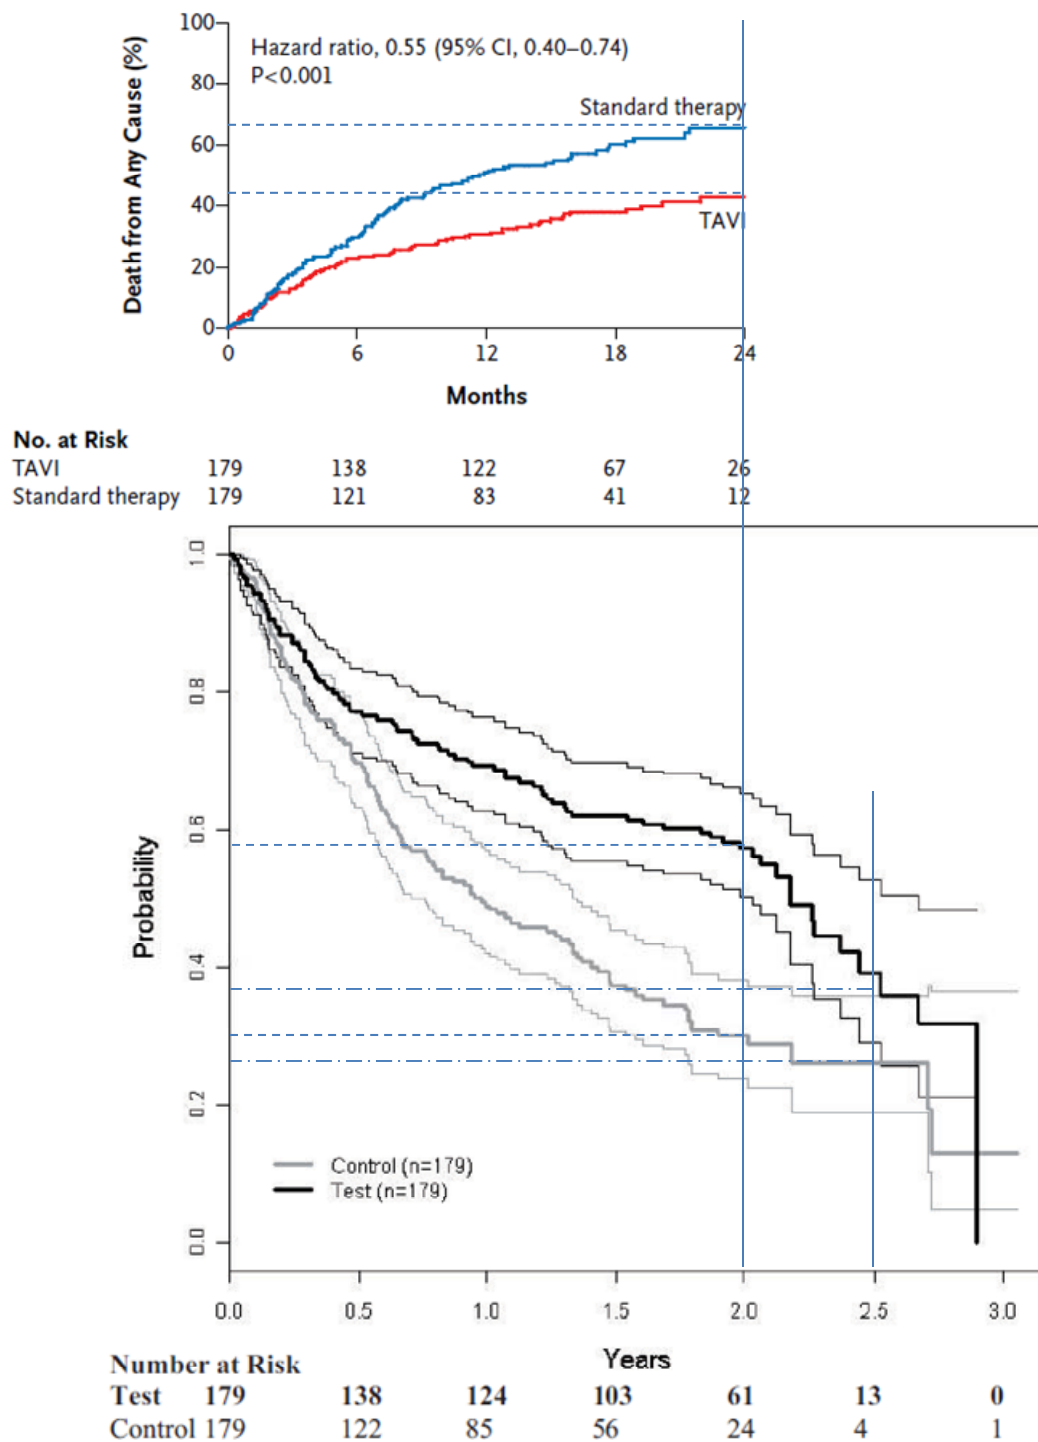 100
Hazard ratio, 0.55 (95% CI, 0.40–0.74)
P<0.001
80
Standard therapy
60
40
TAVI
20
0
Death from Any Cause (%)
0 6 12 18 24
Months
No. at Risk
TAVI 179 138 122 67 26
Standard therapy 179 121 83 41 12
1.0
0.8
0.6
0.4
0.2
0.0
Probability
Control (n=179)
Test (n=179)
0.0 0.5 1.0 1.5 2.0 2.5 3.0
Years
Number at Risk
Test 179 138 124 103 61 13 0
Control 179 122 85 56 24 4 1